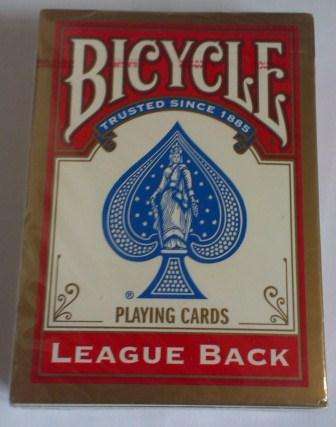 BICYCLE
TRUSTED SINCE 1885
®
PLAYING CARDS
LEAGUE BACK